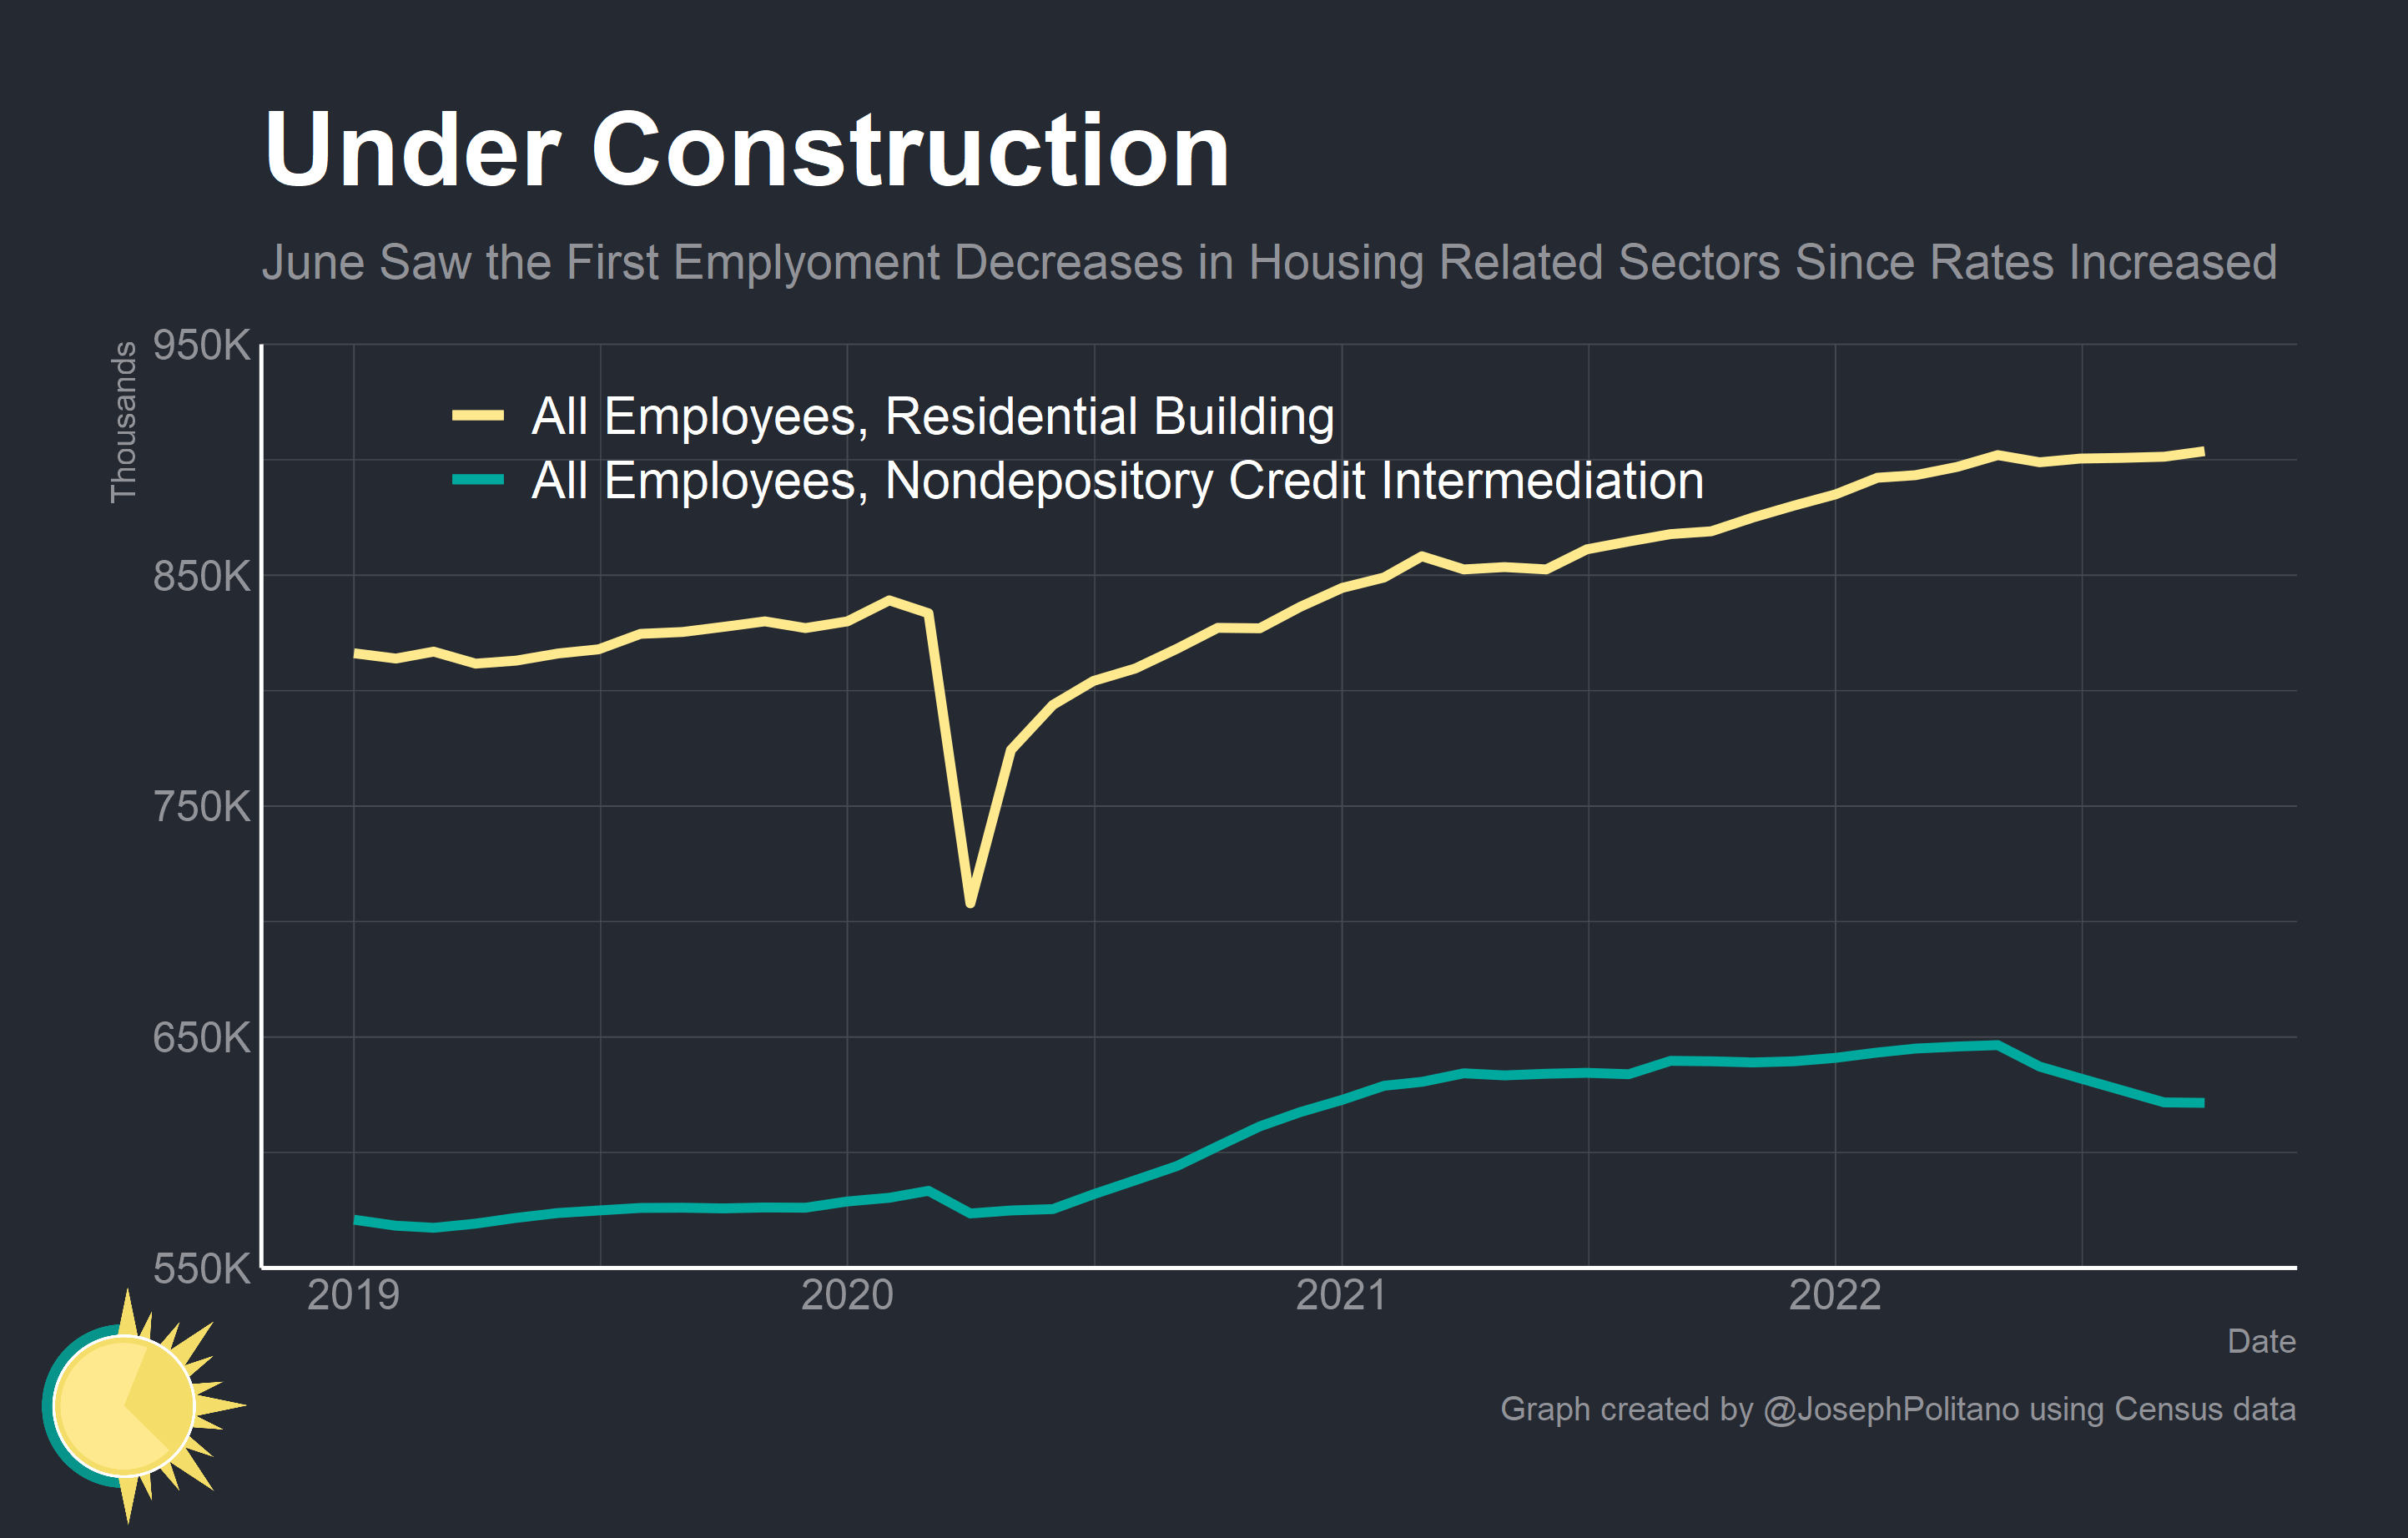 Under Construction
June Saw the First Emplyoment Decreases in Housing Related Sectors Since Rates Increased
Thousands
950K
All Employees, Residential Building
All Employees, Nondepository Credit Intermediation
850K
750K
650K
550K
2019 2020 2021 2022
Date
Graph created by @JosephPolitano using Census data